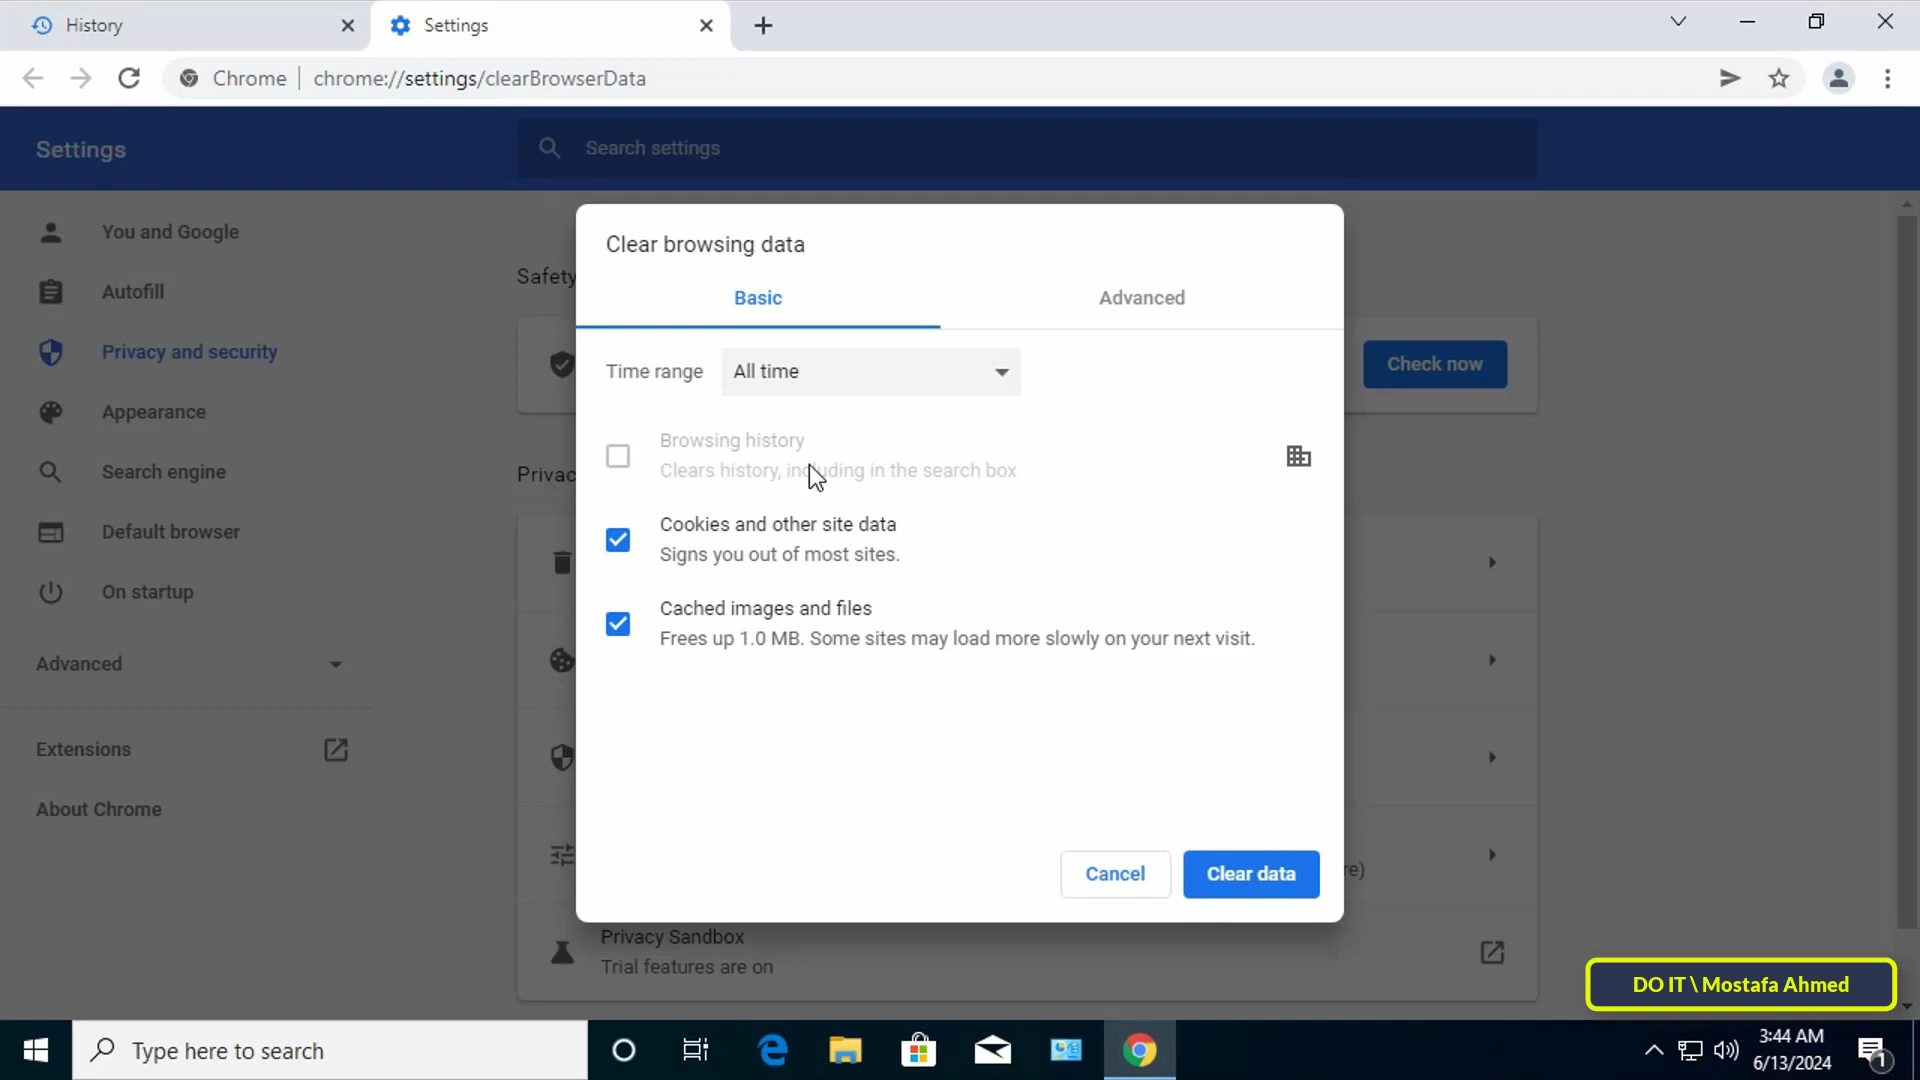 History
Settings
Chrome
chrome://settings/clearBrowserData
Settings
Search settings
You and Google
Autofill
Privacy and security
Appearance
Search engine
Default browser
On startup
Advanced
Extensions
About Chrome
Safety
Check now
Privac
Clear browsing data
Basic
Advanced
Time range
All time
Browsing history
Clears history, including in the search box
Cookies and other site data
Signs you out of most sites.
Cached images and files
Frees up 1.0 MB. Some sites may load more slowly on your next visit.
Cancel
Clear data
re)
Privacy Sandbox
Trial features are on
DO IT \ Mostafa Ahmed
Type here to search
3:44 AM
6/13/2024
1